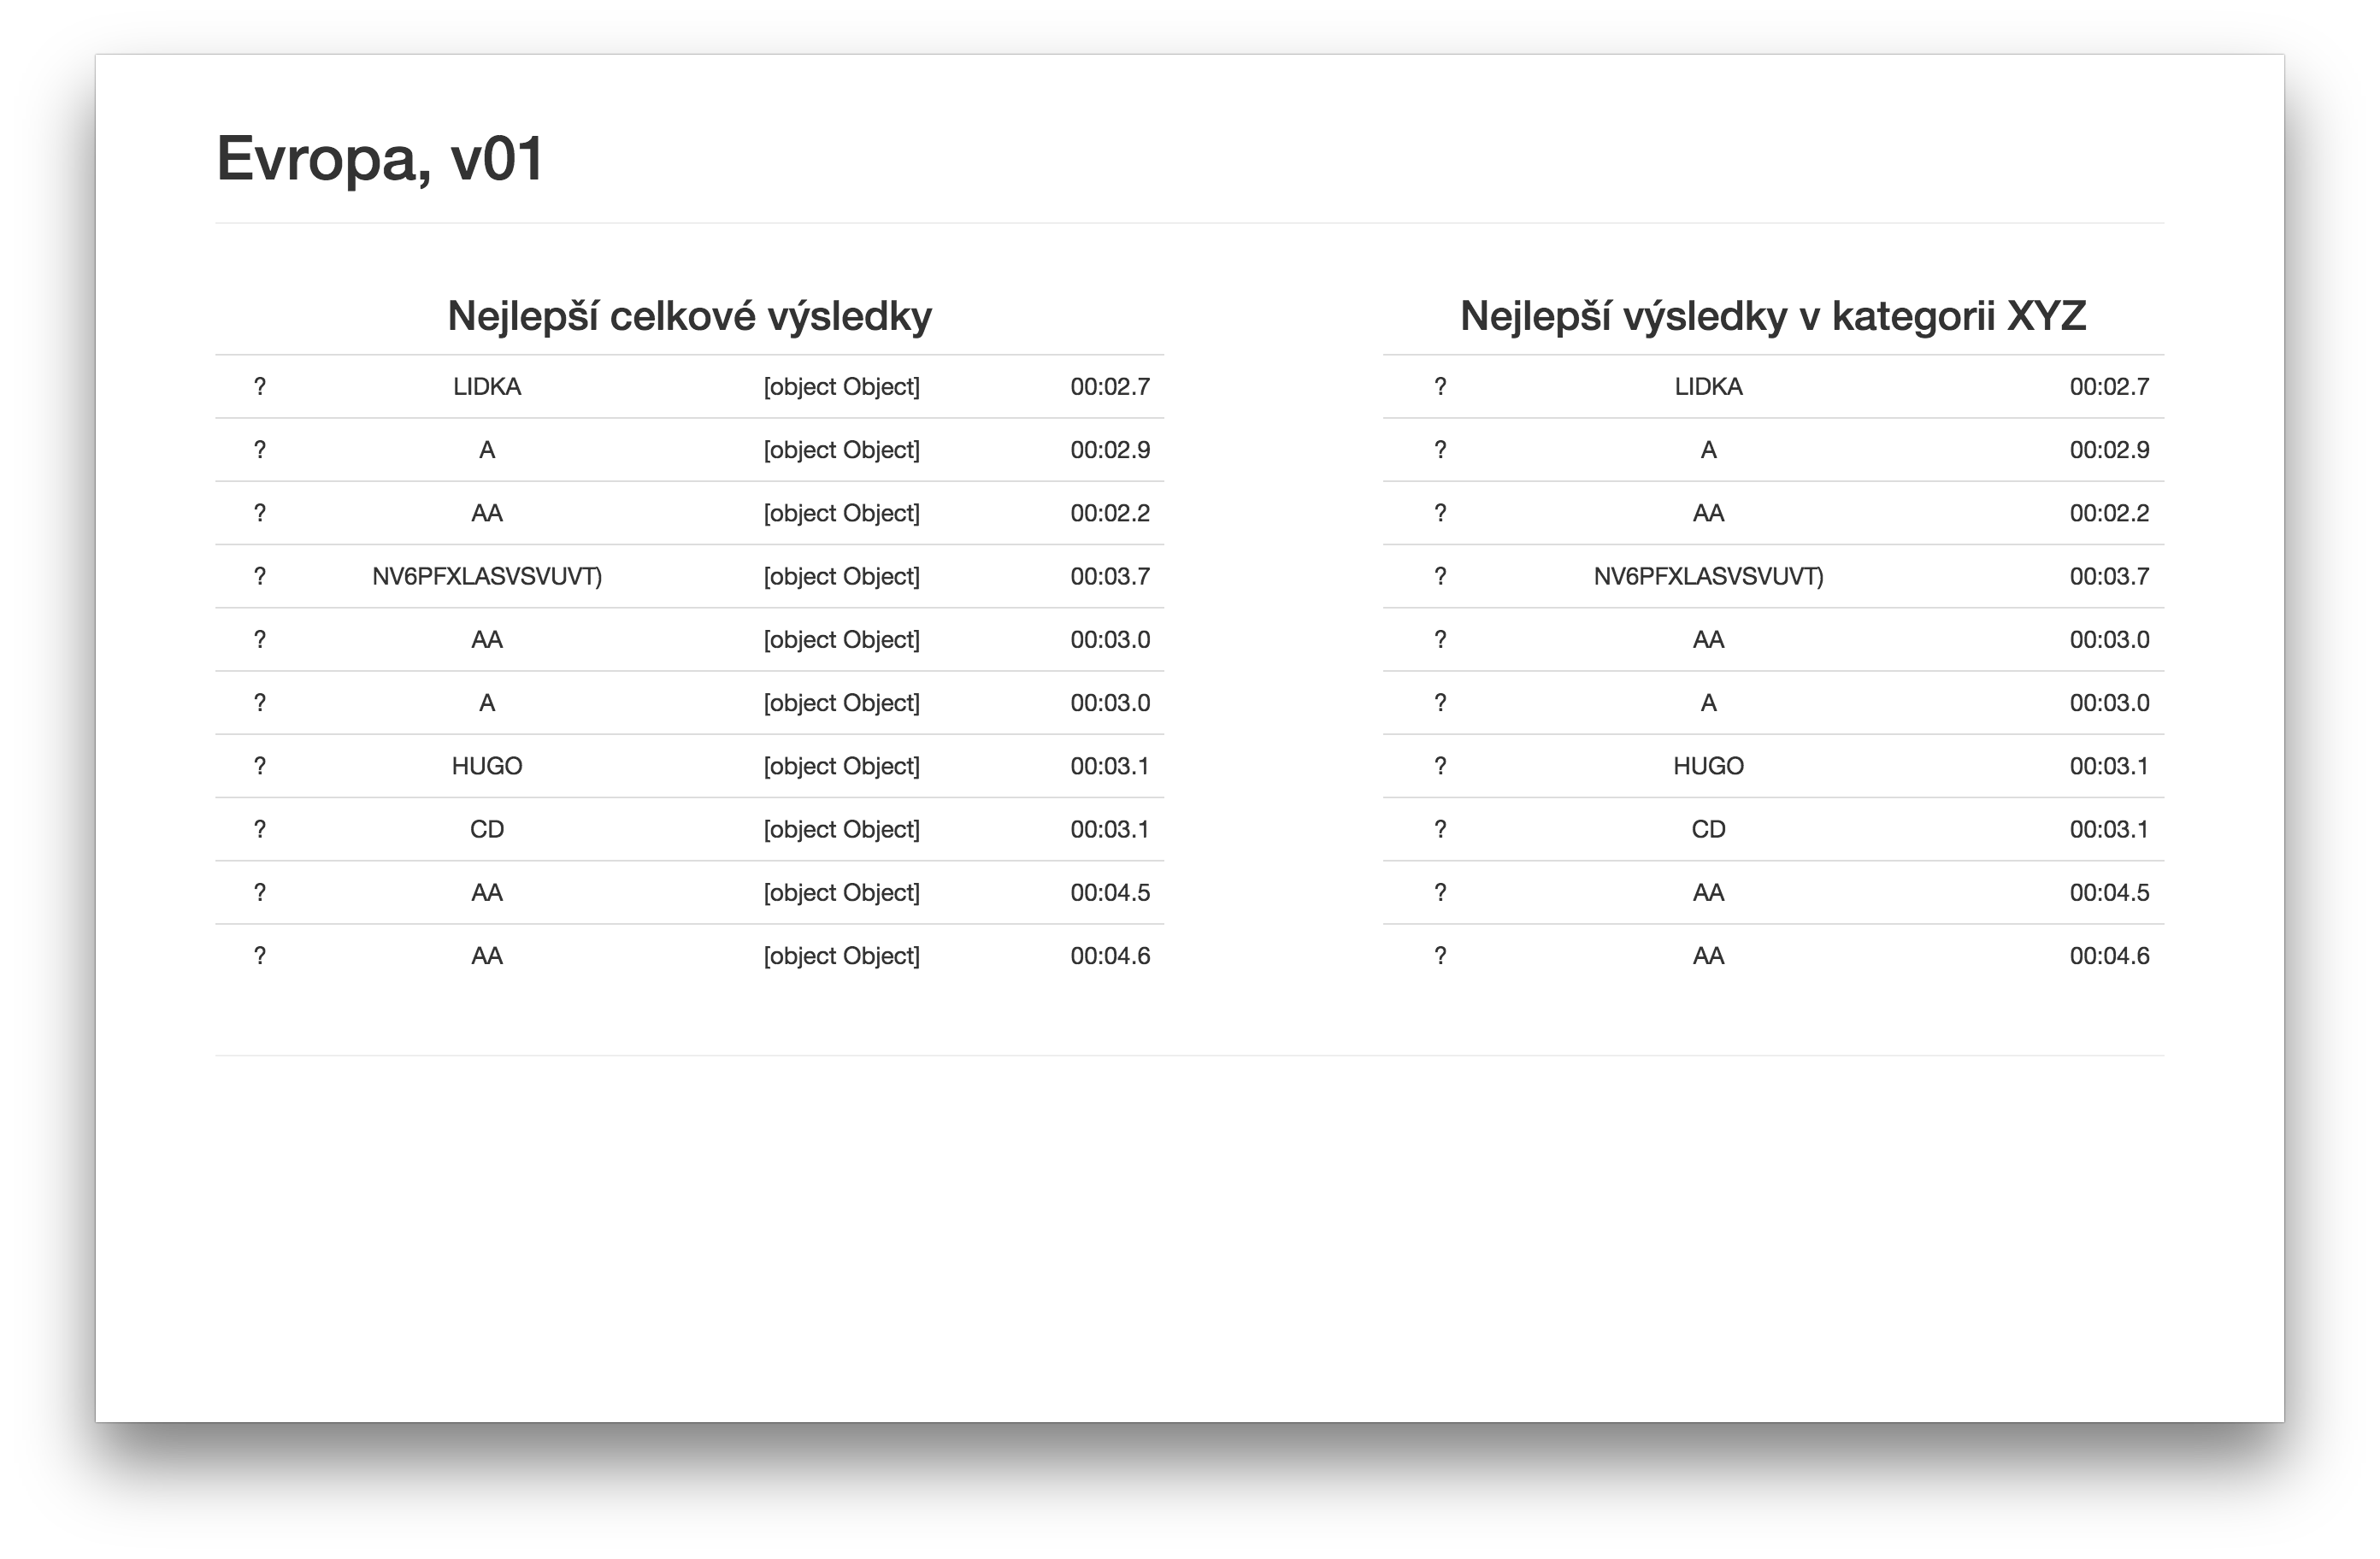 Evropa, v01
Nejlepší celkové výsledky
? LIDKA [object Object] 00:02.7
? A [object Object] 00:02.9
? AA [object Object] 00:02.2
? NV6PFXLASVSVUVT) [object Object] 00:03.7
? AA [object Object] 00:03.0
? A [object Object] 00:03.0
? HUGO [object Object] 00:03.1
? CD [object Object] 00:03.1
? AA [object Object] 00:04.5
? AA [object Object] 00:04.6
Nejlepší výsledky v kategorii XYZ
? LIDKA 00:02.7
? A 00:02.9
? AA 00:02.2
? NV6PFXLASVSVUVT) 00:03.7
? AA 00:03.0
? A 00:03.0
? HUGO 00:03.1
? CD 00:03.1
? AA 00:04.5
? AA 00:04.6